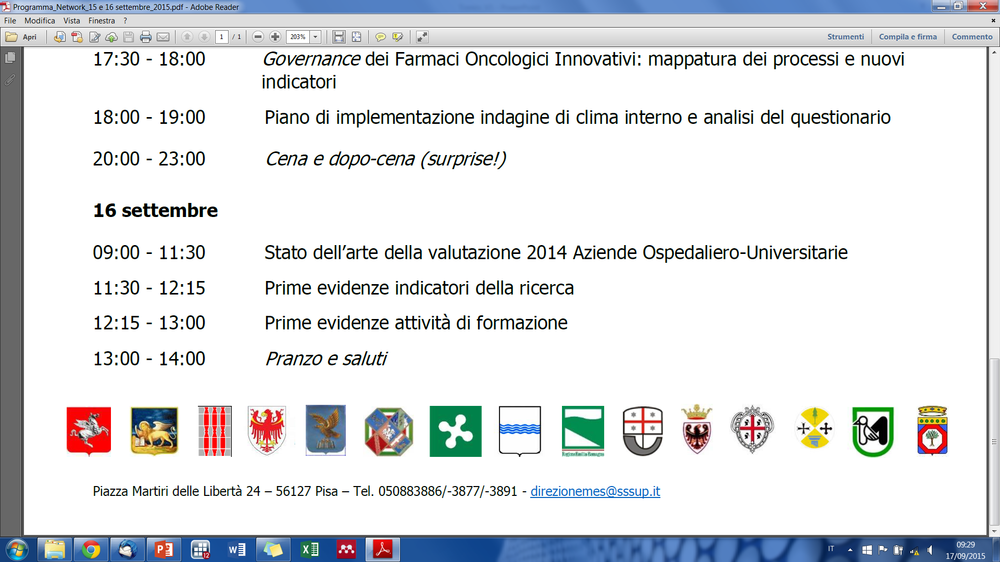 Programma_Network_15 e 16 settembre_2015.pdf - Adobe Reader
File Modifica Vista Finestra ?
Apri 1 / 1 203% Strumenti Compila e firma Commento
17:30 - 18:00 Governance dei Farmaci Oncologici Innovativi: mappatura dei processi e nuovi
indicatori
18:00 - 19:00 Piano di implementazione indagine di clima interno e analisi del questionario
20:00 - 23:00 Cena e dopo-cena (surprise!)
16 settembre
09:00 - 11:30 Stato dell’arte della valutazione 2014 Aziende Ospedaliero-Universitarie
11:30 - 12:15 Prime evidenze indicatori della ricerca
12:15 - 13:00 Prime evidenze attività di formazione
13:00 - 14:00 Pranzo e saluti
RegioneEmilia Romagna
Piazza Martiri delle Libertà 24 – 56127 Pisa – Tel. 050883886/-3877/-3891 - direzionemes@sssup.it
12
IT 09:29
17/09/2015